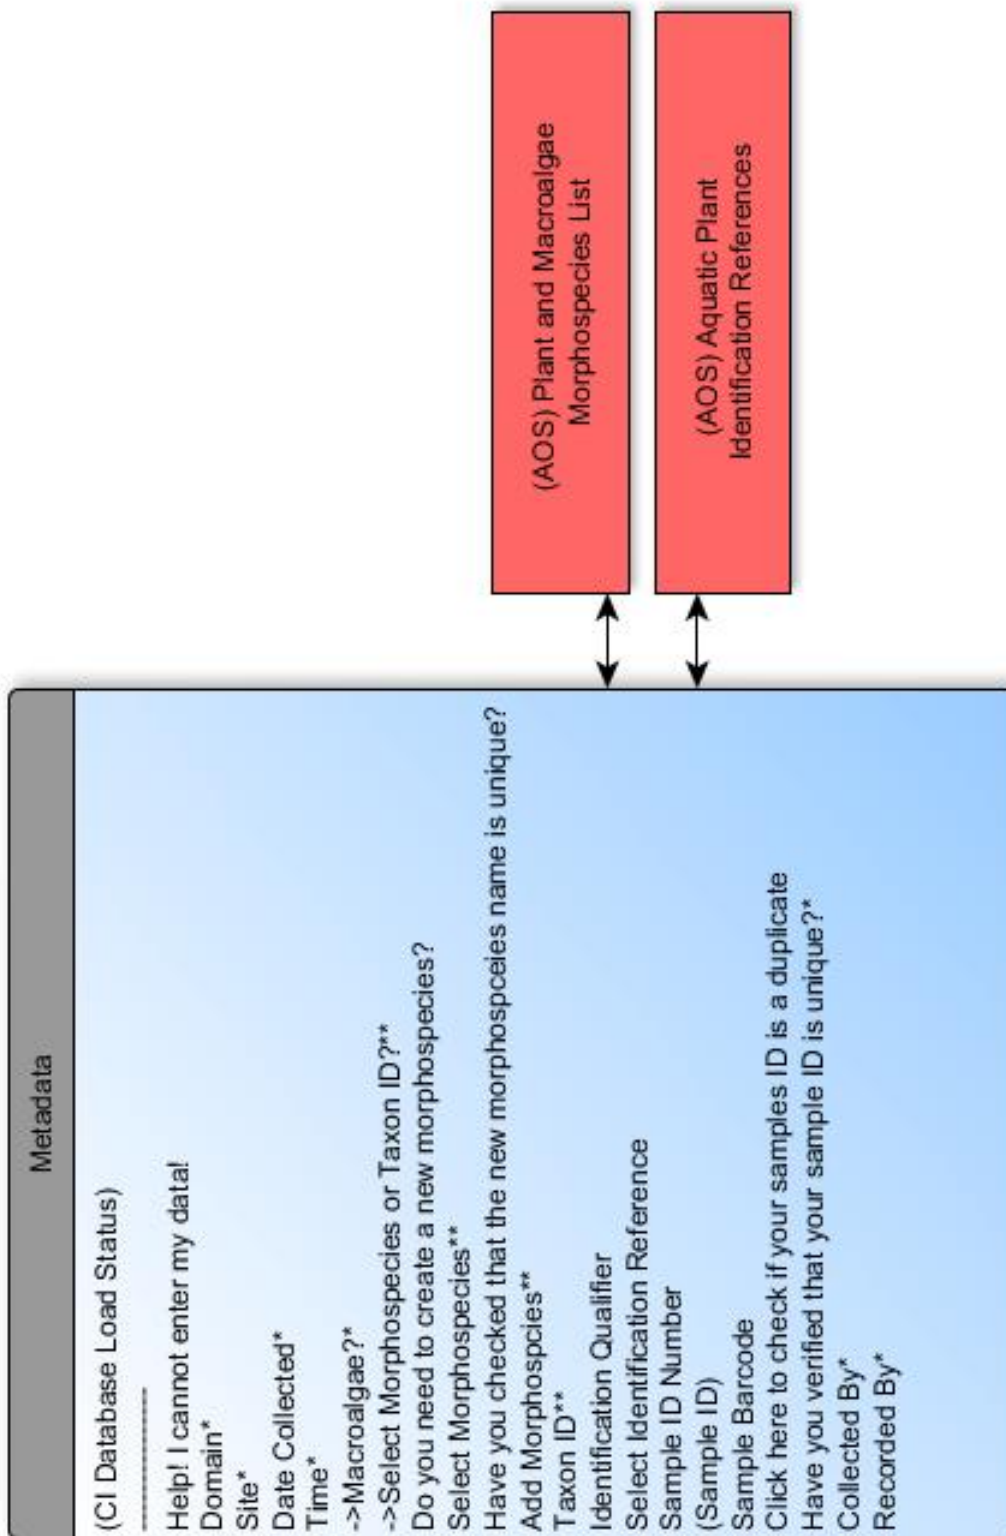 Metadata
(CI Database Load Status)
--------------------
Help! I cannot enter my data!
Domain*
Site*
Date Collected*
Time*
->Macroalgae?*
->Select Morphospecies or Taxon ID?**
Do you need to create a new morphospecies?
Select Morphospecies**
Have you checked that the new morphospceies name is unique?
Add Morphospcies**
Taxon ID**
Identification Qualifier
Select Identification Reference
Sample ID Number
(Sample ID)
Sample Barcode
Click here to check if your samples ID is a duplicate
Have you verified that your sample ID is unique?*
Collected By*
Recorded By*
(AOS) Plant and Macroalgae
Morphospecies List
(AOS) Aquatic Plant
Identification References